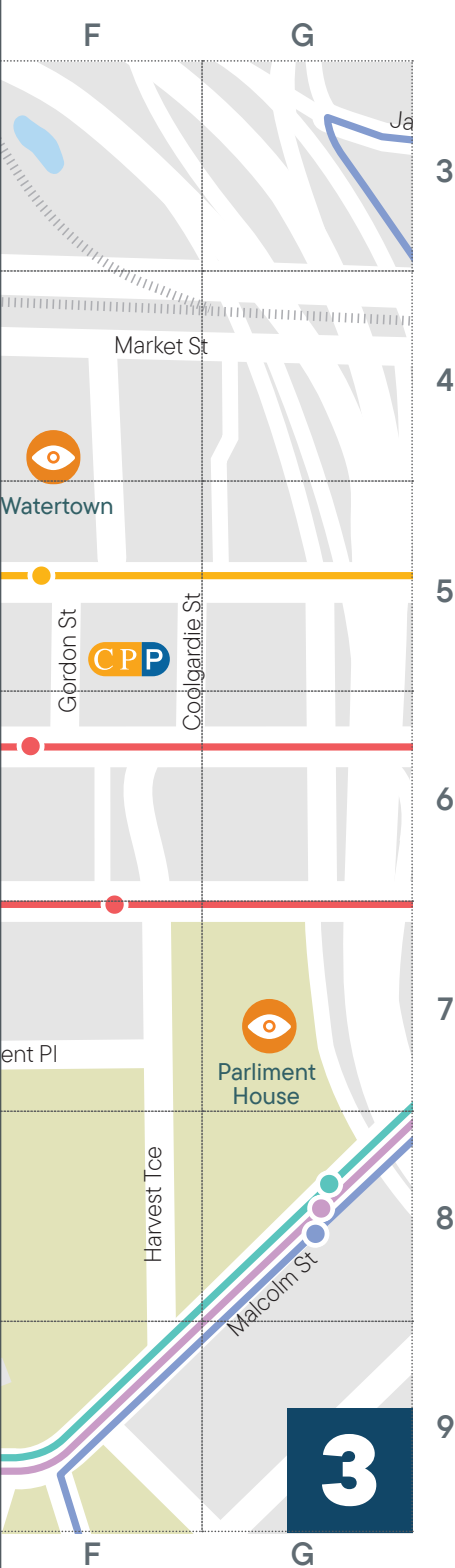 F
G
Ja
3
Market St
4
Watertown
5
Gordon St
CPP
P
Coolgardie St
6
7
ent Pl
Parliment
House
Harvest Tce
8
Malcolm St
9
3
F
G